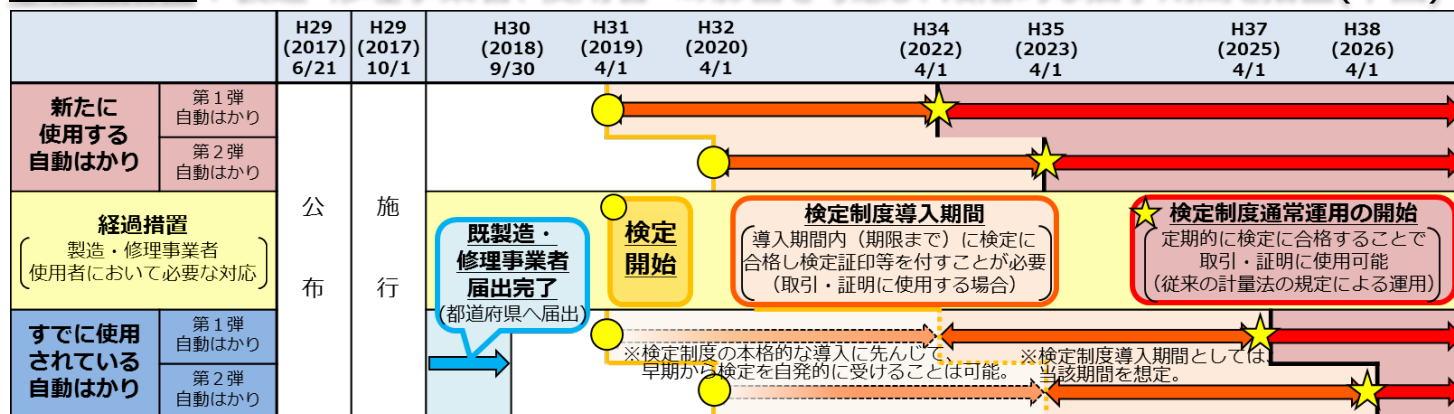 H29
(2017)
6/21
H29
(2017)
10/1
H30
(2018)
9/30
H31
(2019)
4/1
H32
(2020)
4/1
H34
(2022)
4/1
H35
(2023)
4/1
H37
(2025)
4/1
H38
(2026)
4/1
新たに
使用する
自動はかり
第1弾
自動はかり
第2弾
自動はかり
公
布
施
行
経過措置
製造・修理事業者
使用者において必要な対応
既製造・
修理事業者
届出完了
(都道府県へ届出)
検定
開始
検定制度導入期間
導入期間内（期限まで）に検定に
合格し検定証印等を付すことが必要
（取引・証明に使用する場合）
検定制度通常運用の開始
定期的に検定に合格することで
取引・証明に使用可能
（従来の計量法の規定による運用）
すでに使用
されている
自動はかり
第1弾
自動はかり
第2弾
自動はかり
※検定制度の本格的な導入に先んじて、
早期から検定を自発的に受けることは可能。
※検定制度導入期間としては、
当該期間を想定。